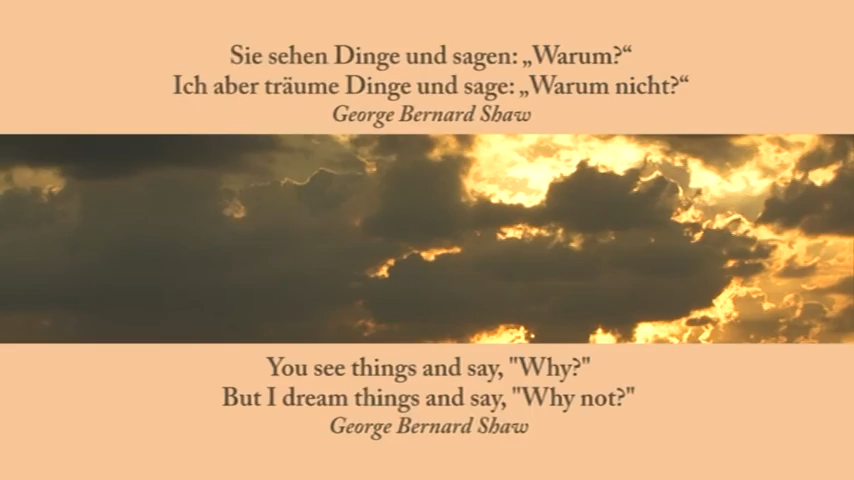 Sie sehen Dinge und sagen: „Warum?“
Ich aber träume Dinge und sage: „Warum nicht?“
George Bernard Shaw
You see things and say, "Why?"
But I dream things and say, "Why not?"
George Bernard Shaw